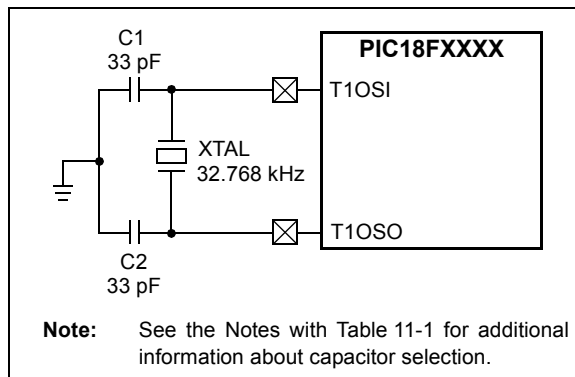 C1
33 pF
PIC18FXXXX
T1OSI
XTAL
32.768 kHz
T1OSO
C2
33 pF
Note: See the Notes with Table 11-1 for additional
information about capacitor selection.